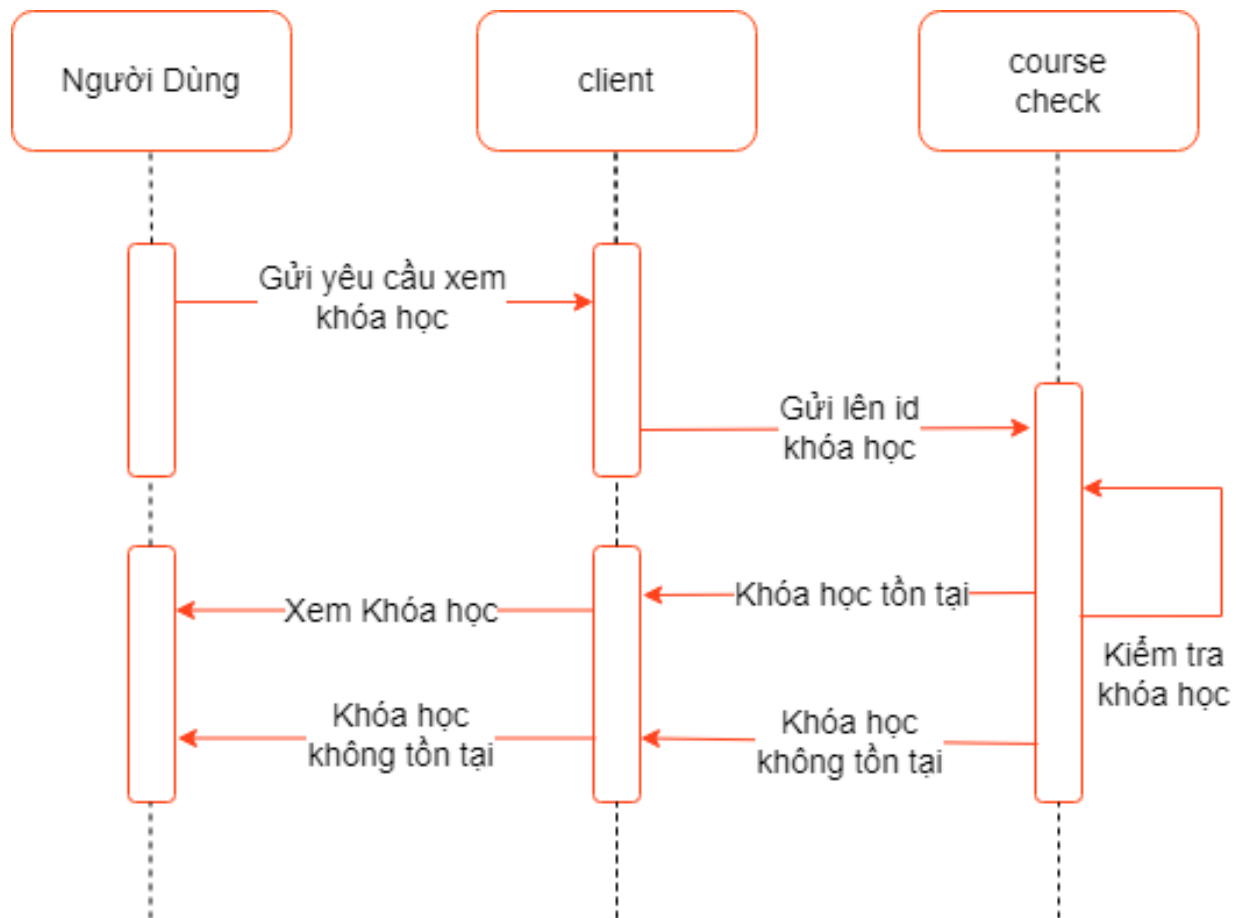 Người Dùng
client
course
check
Gửi yêu cầu xem
khóa học
Gửi lên id
khóa học
Khóa học tồn tại
Xem Khóa học
Kiểm tra
khóa học
Khóa học
không tồn tại
Khóa học
không tồn tại